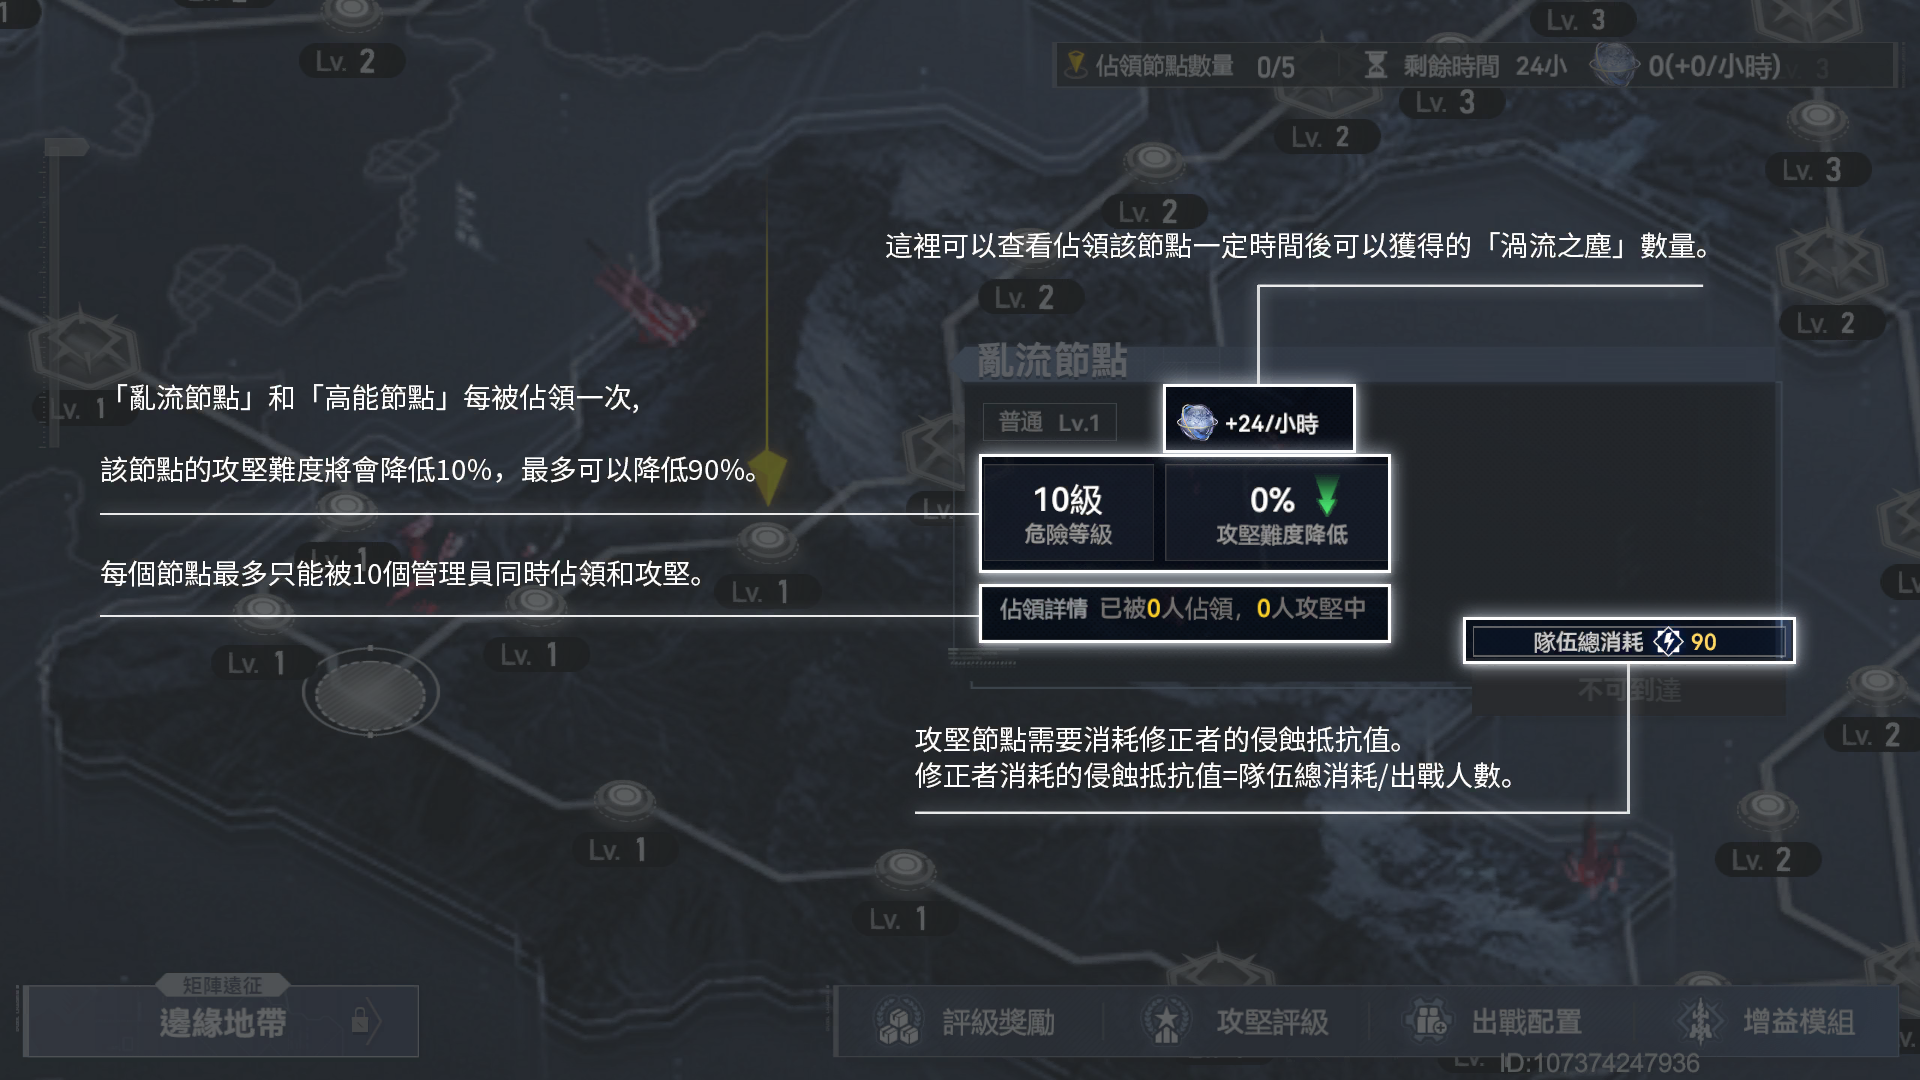 Lv. 2
Lv. 3
佔領節點數量 0/5
剩餘時間 24小
0(+0/小時)
Lv. 3
Lv. 2
Lv. 3
Lv. 2
這裡可以查看佔領該節點一定時間後可以獲得的「渦流之塵」數量。
Lv. 2
Lv. 2
亂流節點
「亂流節點」和「高能節點」每被佔領一次,
Lv. 1
普通 Lv.1
+24/小時
該節點的攻堅難度將會降低10%，最多可以降低90%。
10級
危險等級
0%
攻堅難度降低
Lv.
Lv. 1
每個節點最多只能被10個管理員同時佔領和攻堅。
Lv. 1
佔領詳情 已被0人佔領，0人攻堅中
隊伍總消耗 90
Lv. 1
Lv. 1
不可到達
攻堅節點需要消耗修正者的侵蝕抵抗值。
修正者消耗的侵蝕抵抗值=隊伍總消耗/出戰人數。
Lv. 2
Lv. 1
Lv. 2
Lv. 1
矩陣遠征
邊緣地帶
評級獎勵
攻堅評級
出戰配置
增益模組
ID:107374247936